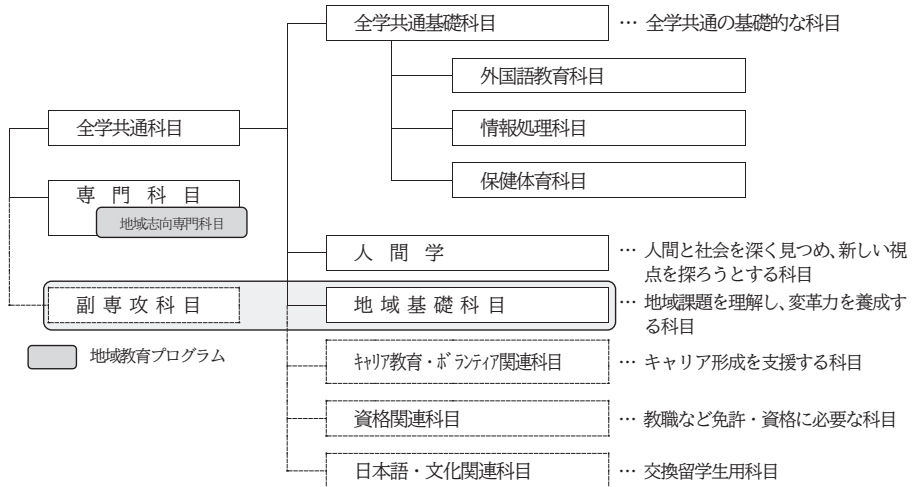 全学共通基礎科目
… 全学共通の基礎的な科目
外国語教育科目
全学共通科目
情報処理科目
専門科目
保健体育科目
地域志向専門科目
人間学
… 人間と社会を深く見つめ、新しい視
点を探ろうとする科目
副専攻科目
地域基礎科目
… 地域課題を理解し、変革力を養成す
る科目
地域教育プログラム
ｷｬﾘｱ教育・ﾎﾞﾗﾝﾃｨｱ関連科目
… キャリア形成を支援する科目
資格関連科目
… 教職など免許・資格に必要な科目
日本語・文化関連科目
… 交換留学生用科目